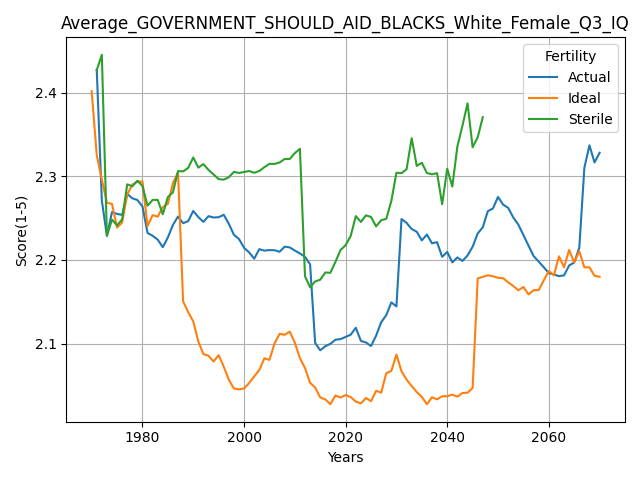 Average_GOVERNMENT_SHOULD_AID_BLACKS_White_Female_Q3_IQ
Fertility
Actual
Ideal
Sterile
Score(1-5)
2.4
2.3
2.2
2.1
1980
2000
2020
2040
2060
Years